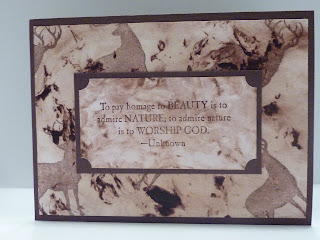 To pay homage to BEAUTY is to
admire NATURE; to admire nature
is to WORSHIP GOD.
~Unknown